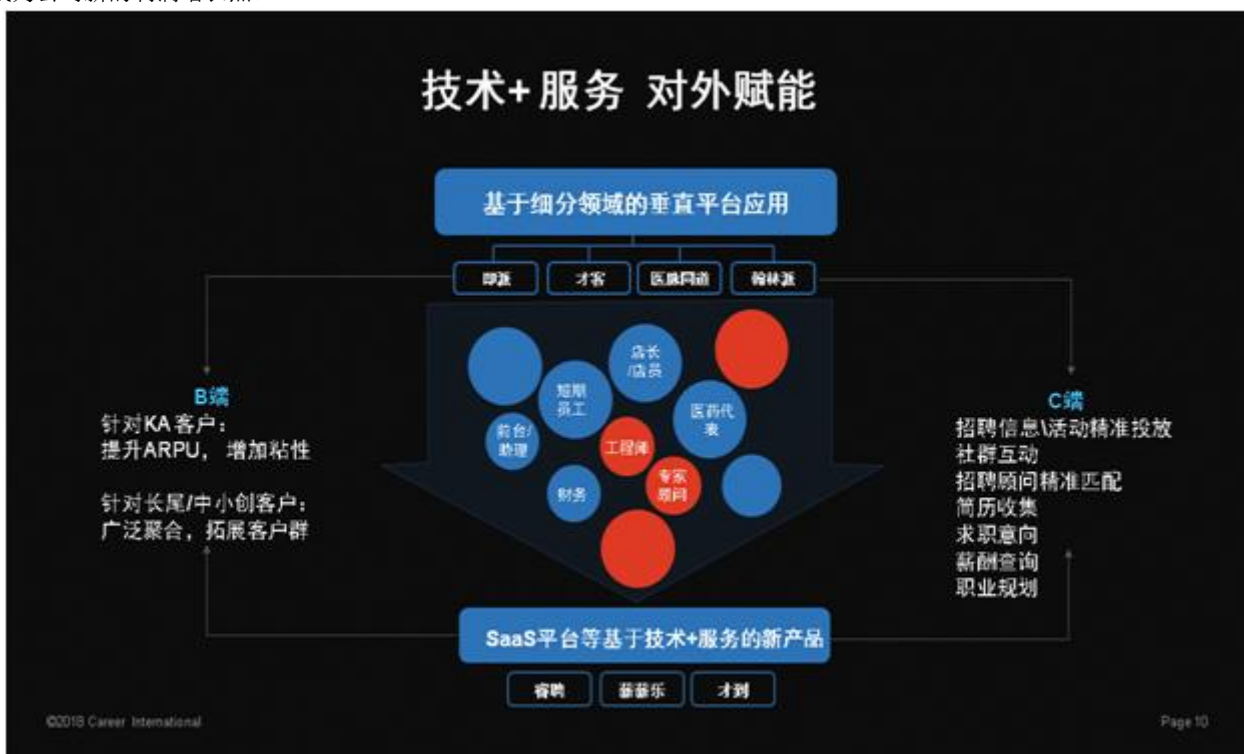 技术+服务 对外赋能
基于细分领域的垂直平台应用
即派
才客
医脉同道
翰林派
店长
/店员
短期
员工
医药代
表
前台/
助理
工程师
专家
顾问
财务
B端
针对KA客户：
提升ARPU， 增加粘性
针对长尾/中小创客户：
广泛聚合，拓展客户群
C端
招聘信息\活动精准投放
社群互动
招聘顾问精准匹配
简历收集
求职意向
薪酬查询
职业规划
SaaS平台等基于技术+服务的新产品
睿聘
薪薪乐
才到
©2018 Career International
Page 10